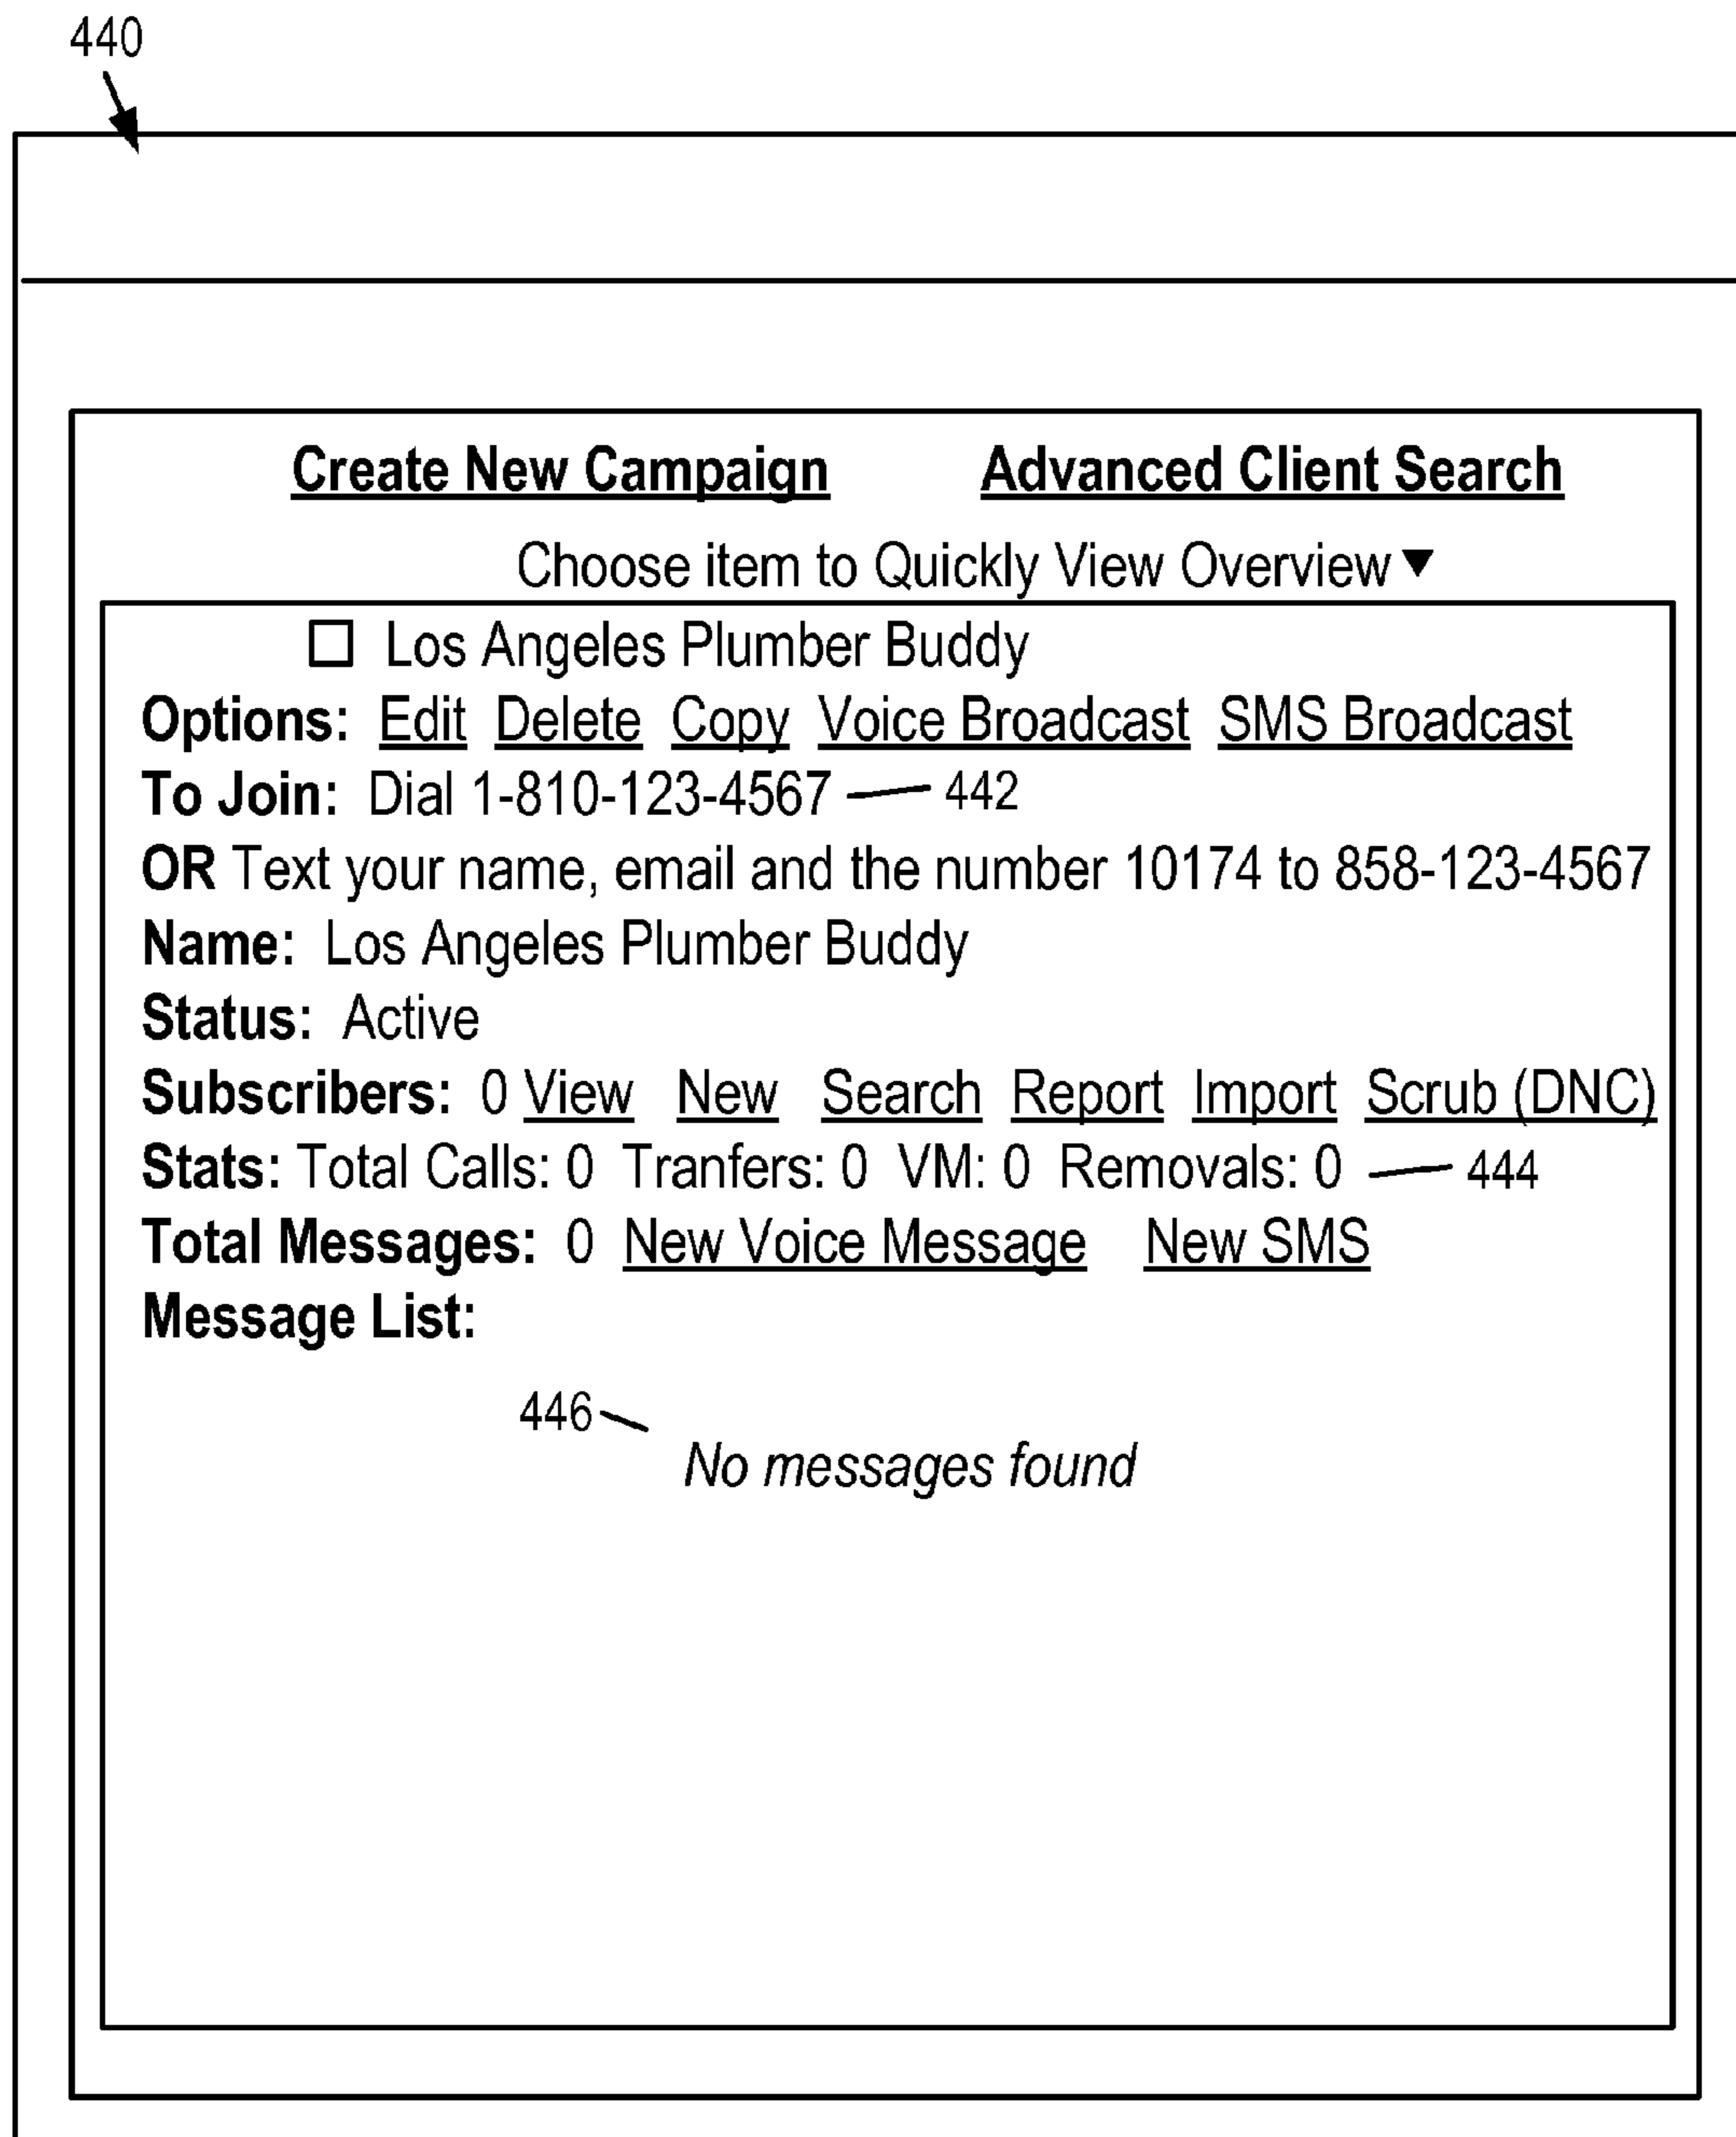 440
Create New Campaign Advanced Client Search
Choose item to Quickly View Overview ▼
☐ Los Angeles Plumber Buddy
Options: Edit Delete Copy Voice Broadcast SMS Broadcast
To Join: Dial 1-810-123-4567 442
OR Text your name, email and the number 10174 to 858-123-4567
Name: Los Angeles Plumber Buddy
Status: Active
Subscribers: 0 View New Search Report Import Scrub (DNC)
Stats: Total Calls: 0 Tranfers: 0 VM: 0 Removals: 0 444
Total Messages: 0 New Voice Message New SMS
Message List:
446
No messages found